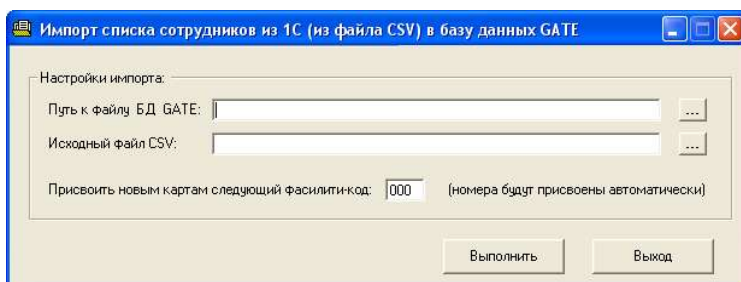 Импорт списка сотрудников из 1С (из файла CSV) в базу данных GATE
Настройки импорта:
Путь к файлу БД GATE: ...
Исходный файл CSV: ...
Присвоить новым картам следующий фасилити-код: 000 (номера будут присвоены автоматически)
Выполнить Выход